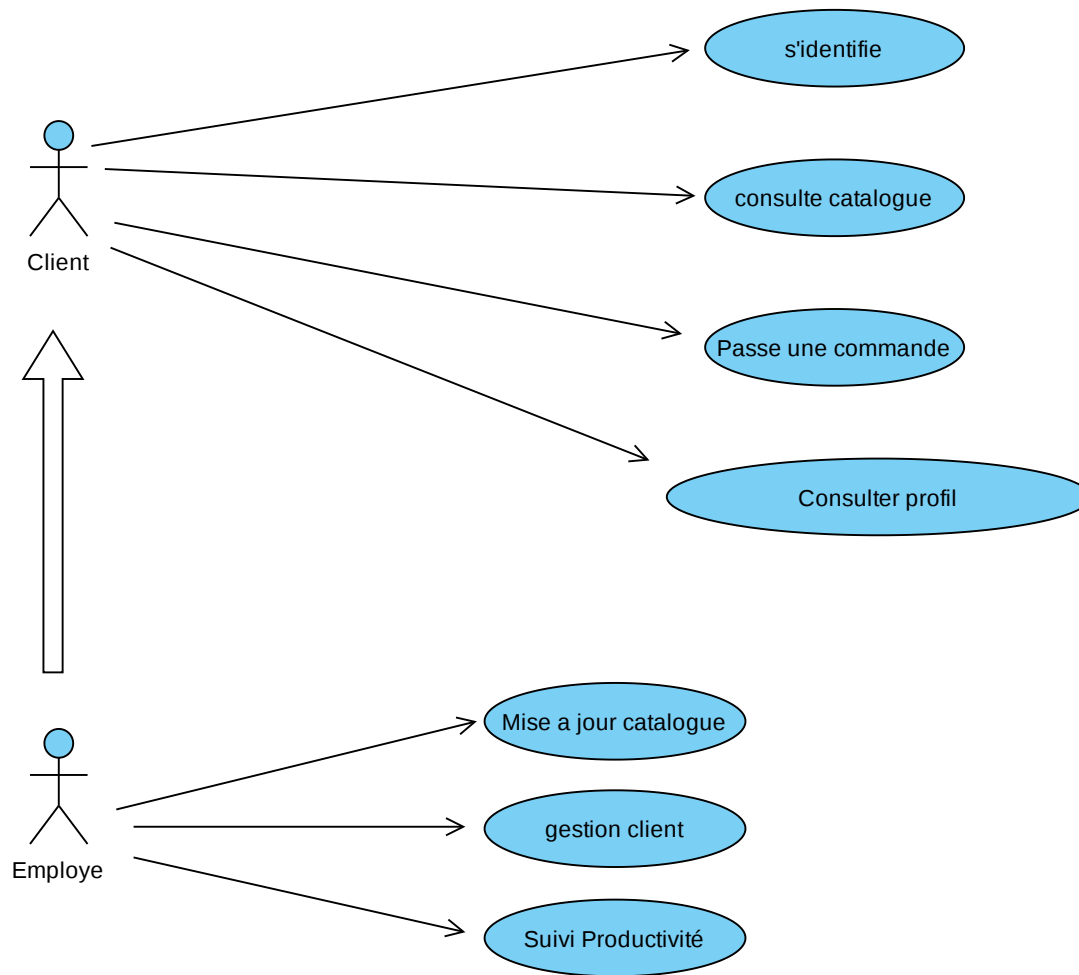 s'identifie
consulte catalogue
Client
Passe une commande
Consulter profil
Mise a jour catalogue
gestion client
Employe
Suivi Productivité